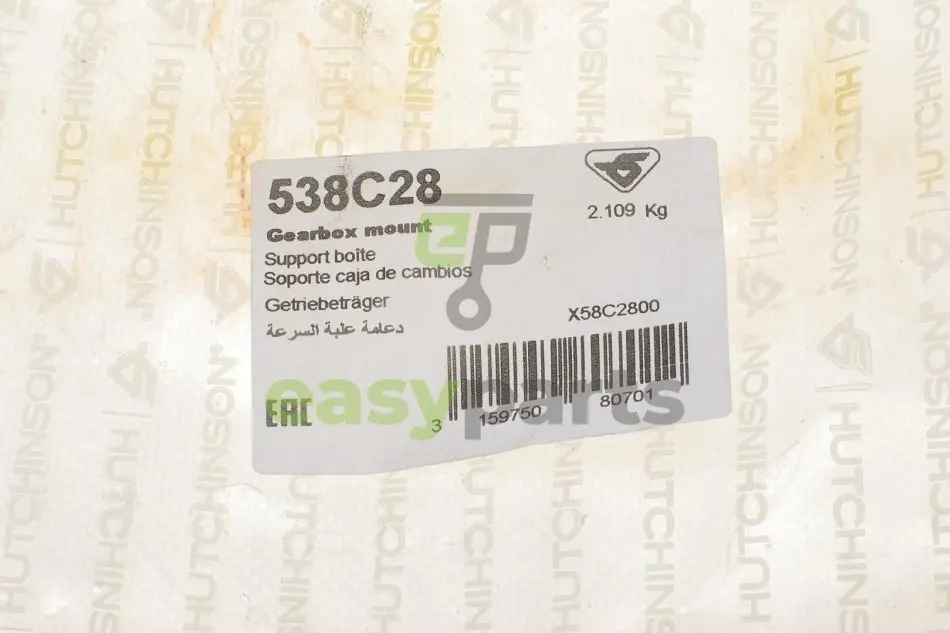 538C28
2.109 Kg
Gearbox mount
Support boîte
Soporte caja de cambios
Getriebeträger
دعامة علبة السرعة
X58C2800
EAC
3 159750 80701
easyparts
ep
HUTCHINSON